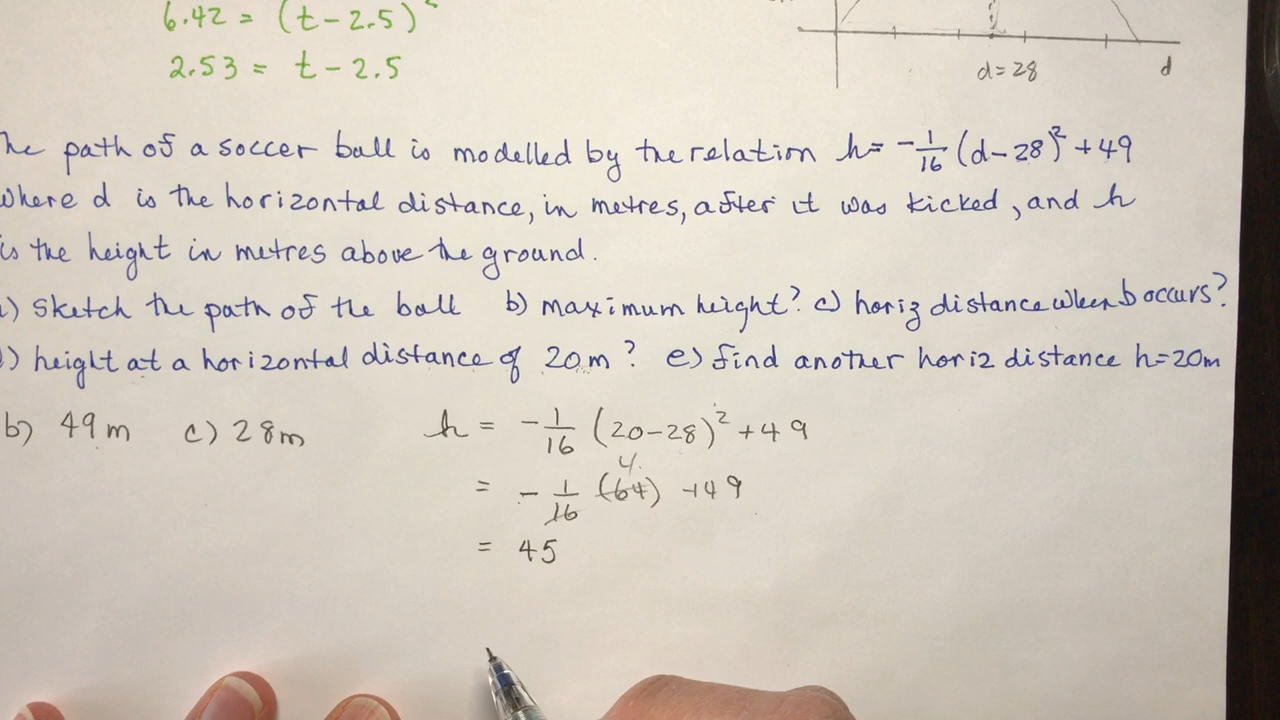 6.42 = (t-2.5)²
2.53 = t-2.5
d=28
d
he path of a soccer ball is modelled by the relation h= -1/16 (d-28)² +49
where d is the horizontal distance, in metres, after it was kicked, and h
is the height in metres above the ground.
) Sketch the path of the ball b) maximum height? c) horiz distance when b occurs?
) height at a horizontal distance of 20m? e) find another horiz distance h=20m
b) 49m c) 28m
h = -1/16 (20-28)² +49
4
= -1/16 (64) +49
= 45